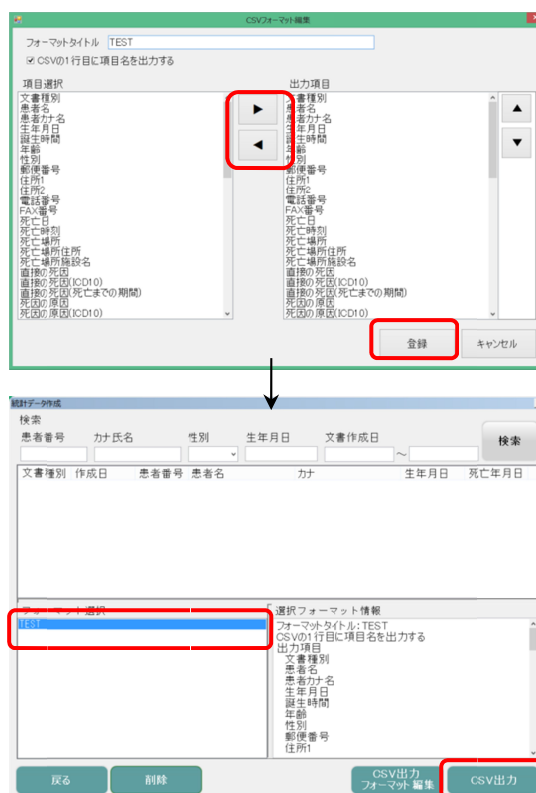 CSVフォーマット編集
フォーマットタイトル TEST
CSVの1行目に項目名を出力する
項目選択
文書種別
患者名
患者カナ名
生年月日
誕生時間
年齢
性別
郵便番号
住所1
住所2
電話番号
FAX番号
死亡日
死亡時刻
死亡場所
死亡場所住所
死亡場所施設名
直接の死因
直接の死因(ICD10)
直接の死因(死亡までの期間)
死因の原因
死因の原因(ICD10)
出力項目
文書種別
患者名
患者カナ名
生年月日
誕生時間
年齢
性別
郵便番号
住所1
住所2
電話番号
FAX番号
死亡日
死亡時刻
死亡場所
死亡場所住所
死亡場所施設名
直接の死因
直接の死因(ICD10)
直接の死因(死亡までの期間)
死因の原因
死因の原因(ICD10)
登録 キャンセル
統計データ作成
検索
患者番号 カナ氏名 性別 生年月日 文書作成日
～ 検索
文書種別 作成日 患者番号 患者名 カナ 生年月日 死亡年月日
フォーマット選択
TEST
選択フォーマット情報
フォーマットタイトル:TEST
CSVの1行目に項目名を出力する
出力項目
文書種別
患者名
患者カナ名
生年月日
誕生時間
年齢
性別
郵便番号
住所1
戻る 削除 CSV出力
フォーマット編集 CSV出力